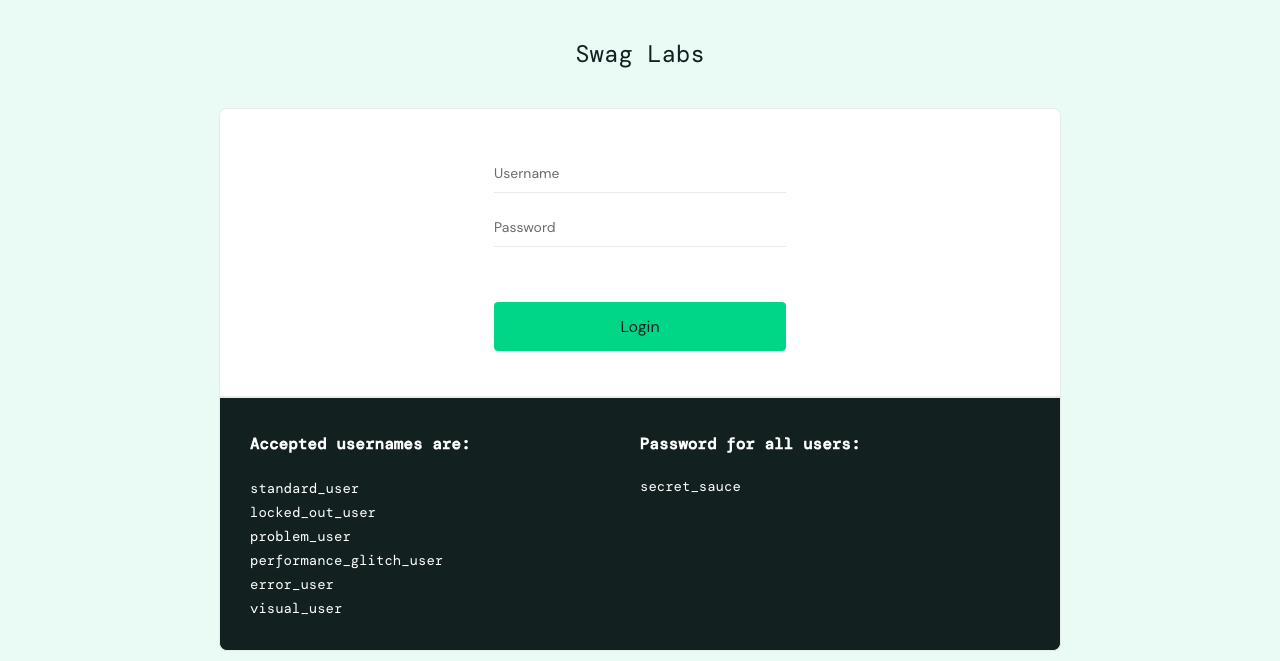 Swag Labs
Username
Password
Login
Accepted usernames are:
standard_user
locked_out_user
problem_user
performance_glitch_user
error_user
visual_user
Password for all users:
secret_sauce